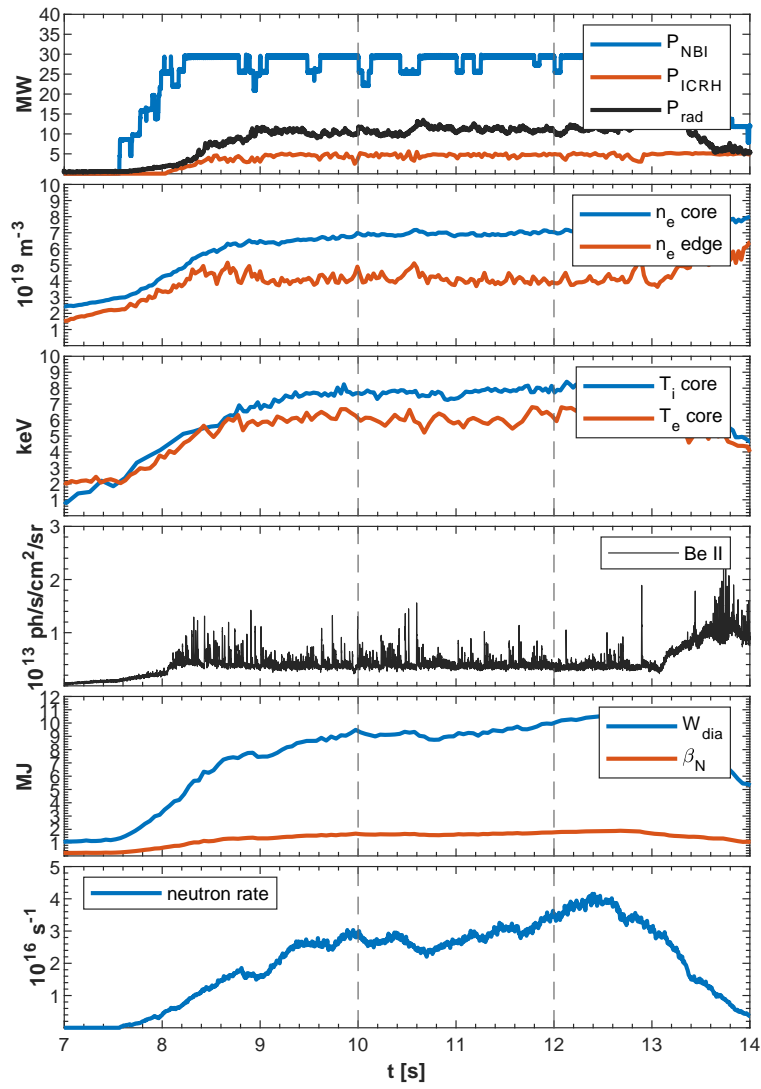 MW
40
35
30
25
20
15
10
5
P_NBI
P_ICRH
P_rad
10^19 m^-3
10
9
8
7
6
5
4
3
2
1
n_e core
n_e edge
keV
10
9
8
7
6
5
4
3
2
1
T_i core
T_e core
10^13 ph/s/cm^2/sr
3
2
1
Be II
MJ
13
12
11
10
9
8
7
6
5
4
3
2
1
W_dia
β_N
10^16 s^-1
5
4
3
2
1
neutron rate
7 8 9 10 11 12 13 14
t [s]